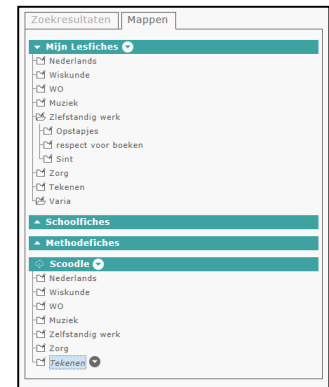 Zoekresultaten Mappen
Mijn Lesfiches
Nederlands
Wiskunde
WO
Muziek
Zlefstandig werk
Opstapjes
respect voor boeken
Sint
Zorg
Tekenen
Varia
Schoolfiches
Methodefiches
Scoodle
Nederlands
Wiskunde
WO
Muziek
Zelfstandig werk
Zorg
Tekenen